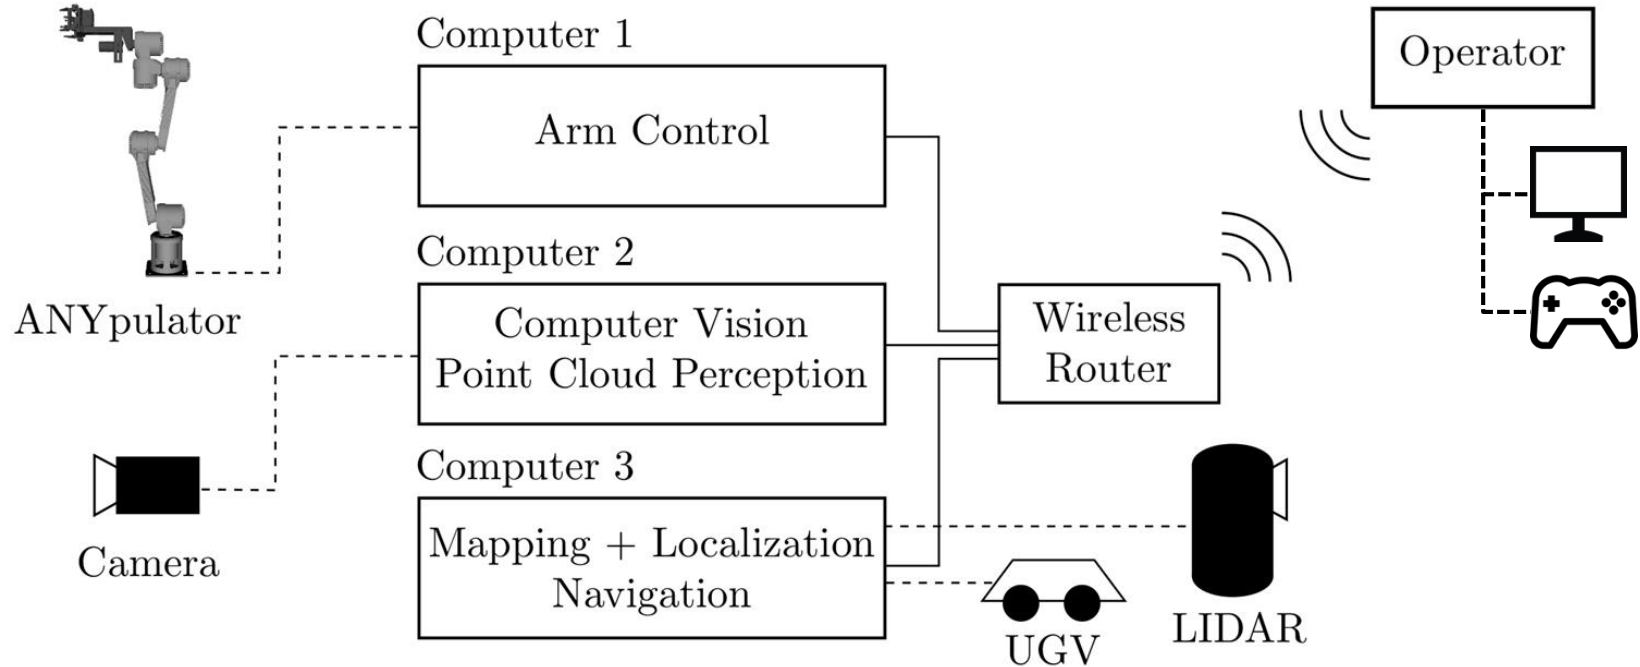 Computer 1
Arm Control
Operator
ANYpulator
Computer 2
Computer Vision
Point Cloud Perception
Wireless
Router
Camera
Computer 3
Mapping + Localization
Navigation
UGV
LIDAR